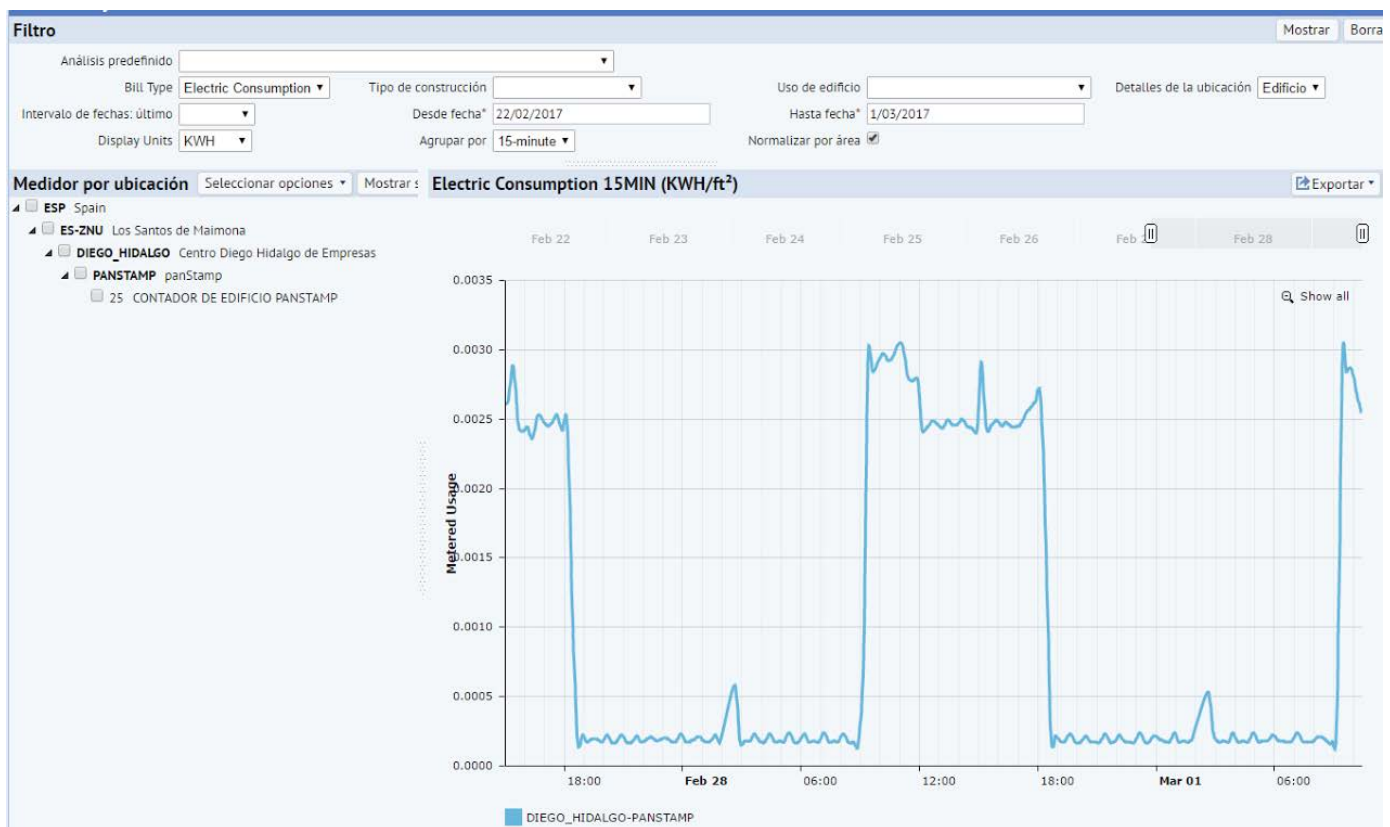 Filtro Mostrar Borra
Análisis predefinido
Bill Type Electric Consumption Tipo de construcción Uso de edificio Detalles de la ubicación Edificio
Intervalo de fechas: último Desde fecha* 22/02/2017 Hasta fecha* 1/03/2017
Display Units KWH Agrupar por 15-minute Normalizar por área
Medidor por ubicación Seleccionar opciones Mostrar s Electric Consumption 15MIN (KWH/ft²) Exportar
ESP Spain
ES-ZNU Los Santos de Maimona
DIEGO_HIDALGO Centro Diego Hidalgo de Empresas
PANSTAMP panStamp
25 CONTADOR DE EDIFICIO PANSTAMP
Feb 22 Feb 23 Feb 24 Feb 25 Feb 26 Feb Feb 28
Show all
0.0035
0.0030
0.0025
0.0020
0.0015
0.0010
0.0005
0.0000
Metered Usage
18:00 Feb 28 06:00 12:00 18:00 Mar 01 06:00
DIEGO_HIDALGO-PANSTAMP